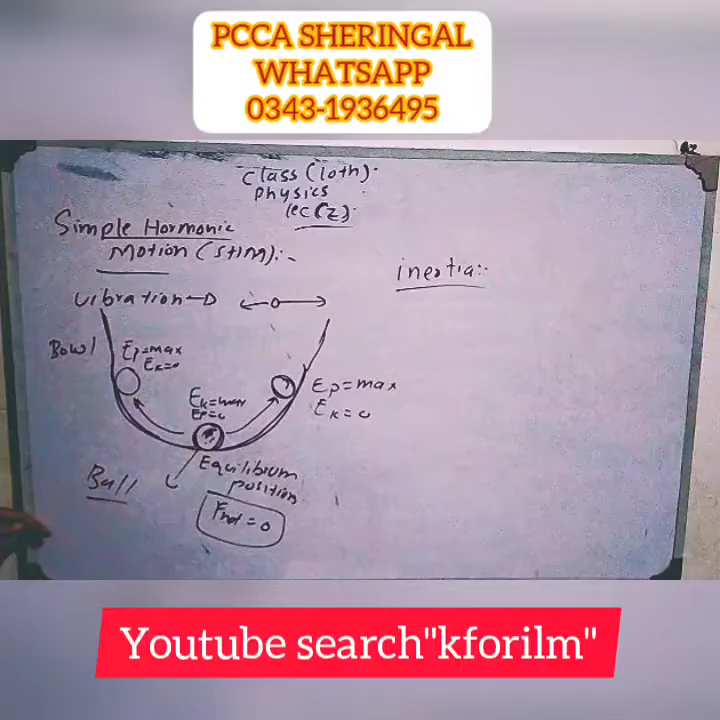 PCCA SHERINGAL
WHATSAPP
0343-1936495
Class (10th):
physics
lec (2).
Simple Hormonic
Motion (SHM):-
inertia:-
vibration
Bowl
Ep=max
Ek=0
Ek=max
Ep=0
Ep=max
Ek=0
Ball
Equilibrium
position
Fnet=0
Youtube search"kforilm"